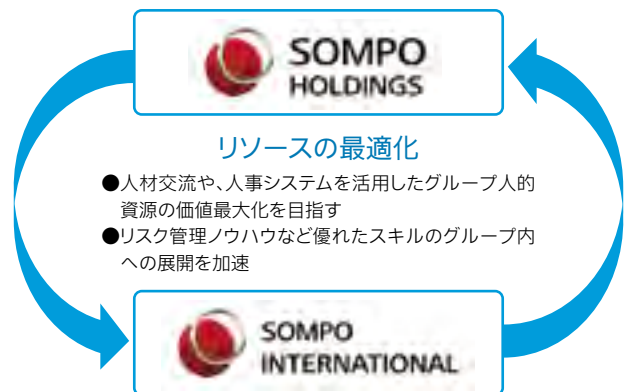 SOMPO
HOLDINGS
リソースの最適化
●人材交流や、人事システムを活用したグループ人的
資源の価値最大化を目指す
●リスク管理ノウハウなど優れたスキルのグループ内
への展開を加速
SOMPO
INTERNATIONAL